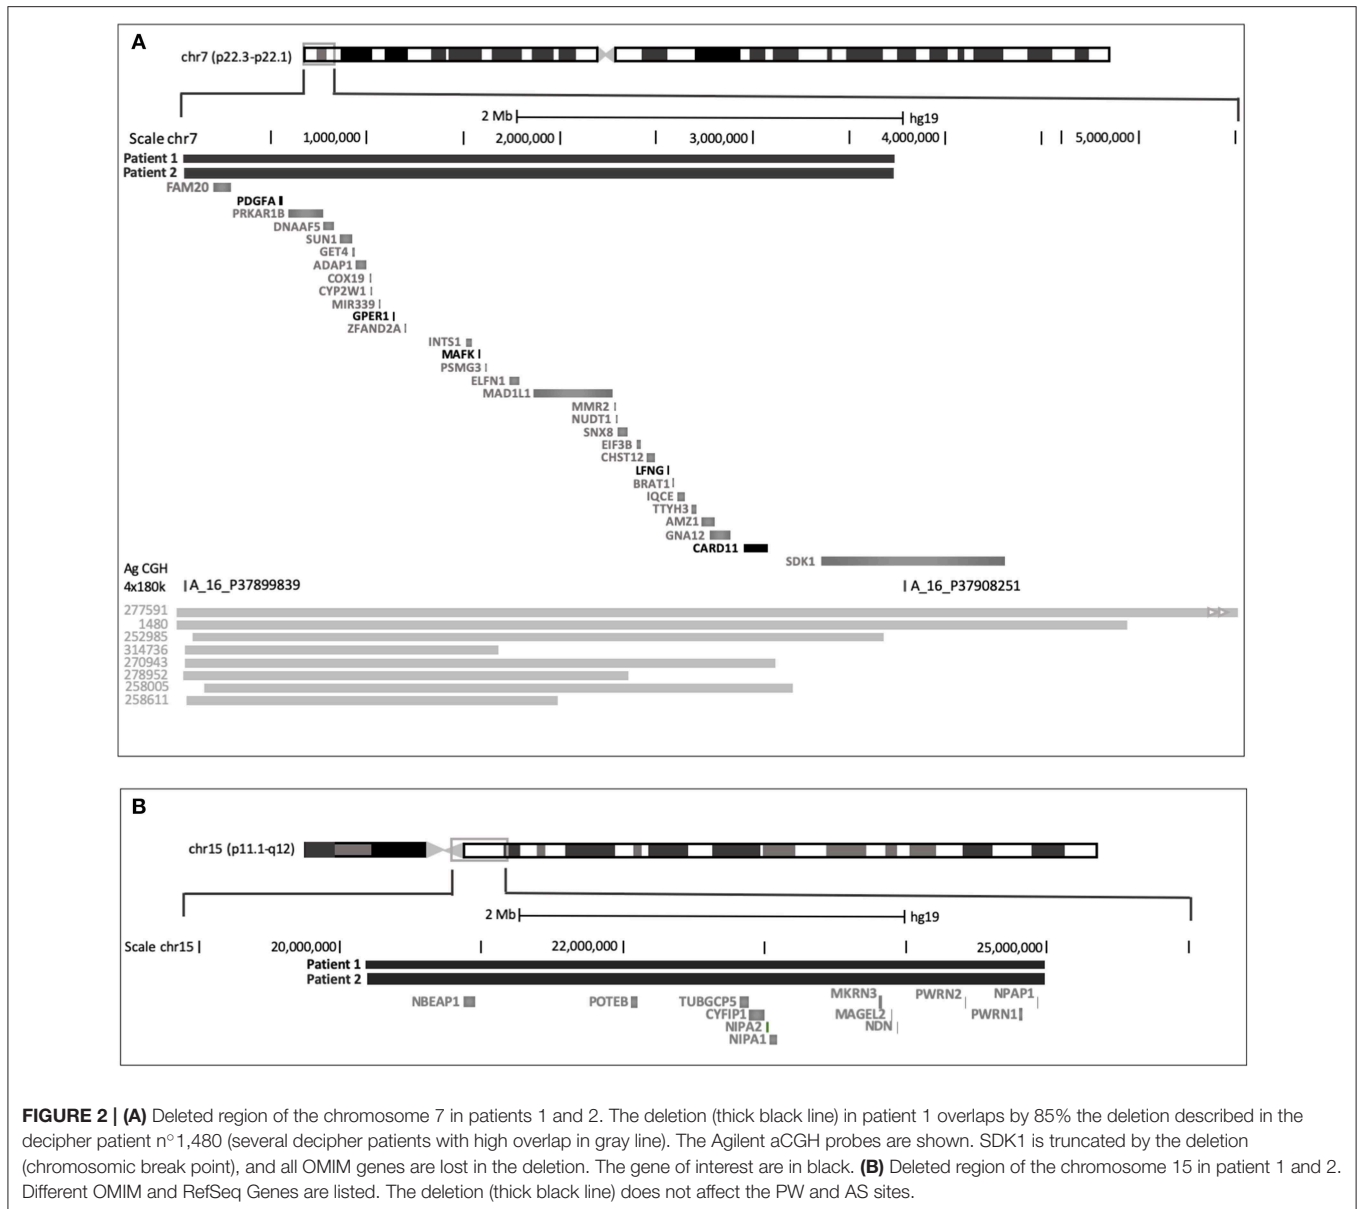 A
chr7 (p22.3-p22.1)
2 Mb hg19
Scale chr7 1,000,000 2,000,000 3,000,000 4,000,000 5,000,000
Patient 1
Patient 2
FAM20
PDGFA
PRKAR1B
DNAAF5
SUN1
GET4
ADAP1
COX19
CYP2W1
MIR339
GPER1
ZFAND2A
INTS1
MAFK
PSMG3
ELFN1
MAD1L1
MMR2
NUDT1
SNX8
EIF3B
CHST12
LFNG
BRAT1
IQCE
TTYH3
AMZ1
GNA12
CARD11
SDK1
Ag CGH
4x180k A_16_P37899839 A_16_P37908251
277591
1480
252985
314736
270943
278952
258005
258611
B
chr15 (p11.1-q12)
2 Mb hg19
Scale chr15 20,000,000 22,000,000 25,000,000
Patient 1
Patient 2
NBEAP1 POTEB TUBGCP5 MKRN3 PWRN2 NPAP1
CYFIP1 MAGEL2 PWRN1
NIPA2 NDN
NIPA1
FIGURE 2 | (A) Deleted region of the chromosome 7 in patients 1 and 2. The deletion (thick black line) in patient 1 overlaps by 85% the deletion described in the
decipher patient n°1,480 (several decipher patients with high overlap in gray line). The Agilent aCGH probes are shown. SDK1 is truncated by the deletion
(chromosomic break point), and all OMIM genes are lost in the deletion. The gene of interest are in black. (B) Deleted region of the chromosome 15 in patient 1 and 2.
Different OMIM and RefSeq Genes are listed. The deletion (thick black line) does not affect the PW and AS sites.